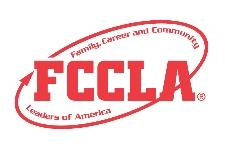 Family, Career and Community
FCCLA®
Leaders of America